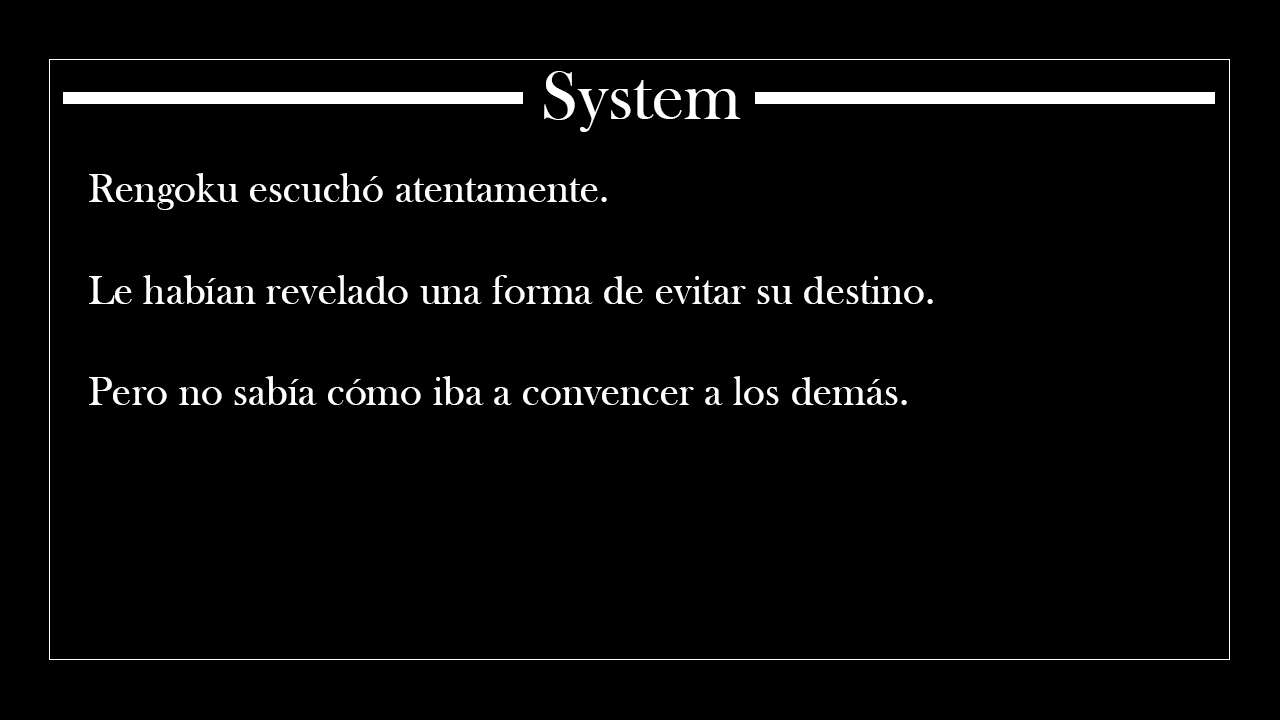 System
Rengoku escuchó atentamente.
Le habían revelado una forma de evitar su destino.
Pero no sabía cómo iba a convencer a los demás.